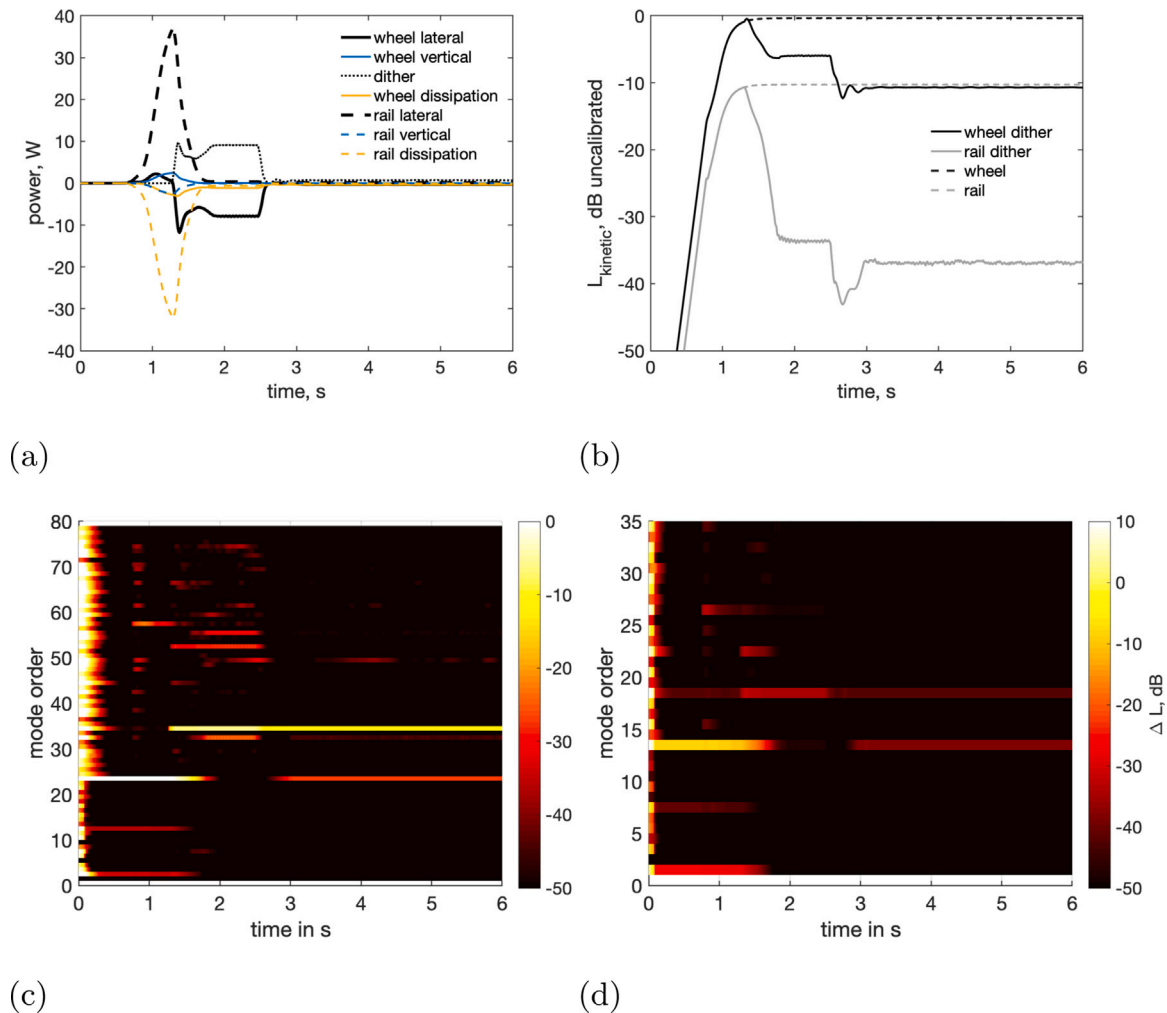 40
30
20
10
0
-10
-20
-30
-40
power, W
0 1 2 3 4 5 6
time, s
wheel lateral
wheel vertical
dither
wheel dissipation
rail lateral
rail vertical
rail dissipation
(a)
0
-10
-20
-30
-40
-50
L_kinetic, dB uncalibrated
0 1 2 3 4 5 6
time, s
wheel dither
rail dither
wheel
rail
(b)
80
70
60
50
40
30
20
10
0
mode order
0 1 2 3 4 5 6
time in s
0
-10
-20
-30
-40
-50
(c)
35
30
25
20
15
10
5
0
mode order
0 1 2 3 4 5 6
time in s
10
0
-10
-20
-30
-40
-50
Δ L, dB
(d)